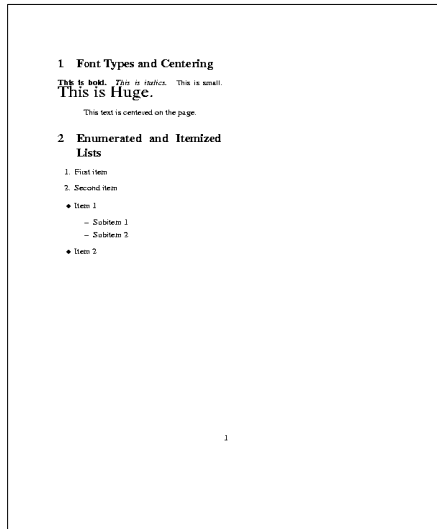 1 Font Types and Centering
This is bold. This is italics. This is small.
This is Huge.
This text is centered on the page.
2 Enumerated and Itemized
Lists
1. First item
2. Second item
• Item 1
– Subitem 1
– Subitem 2
• Item 2
1